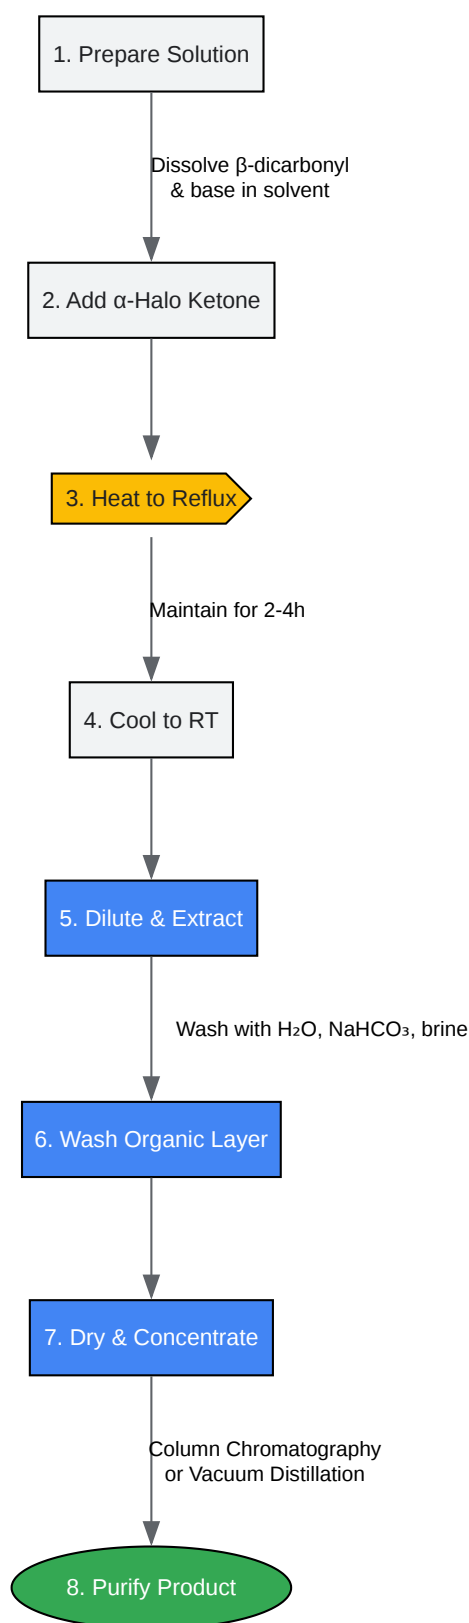 1. Prepare Solution
Dissolve β-dicarbonyl
& base in solvent
2. Add α-Halo Ketone
3. Heat to Reflux
Maintain for 2-4h
4. Cool to RT
5. Dilute & Extract
Wash with H₂O, NaHCO₃, brine
6. Wash Organic Layer
7. Dry & Concentrate
Column Chromatography
or Vacuum Distillation
8. Purify Product